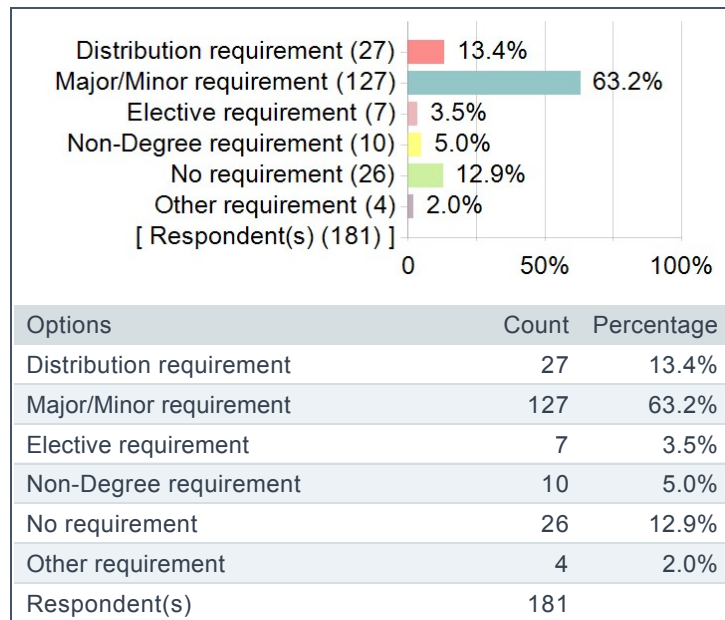 Distribution requirement (27) 13.4%
Major/Minor requirement (127) 63.2%
Elective requirement (7) 3.5%
Non-Degree requirement (10) 5.0%
No requirement (26) 12.9%
Other requirement (4) 2.0%
[ Respondent(s) (181) ]
0 50% 100%
Options Count Percentage
Distribution requirement 27 13.4%
Major/Minor requirement 127 63.2%
Elective requirement 7 3.5%
Non-Degree requirement 10 5.0%
No requirement 26 12.9%
Other requirement 4 2.0%
Respondent(s) 181